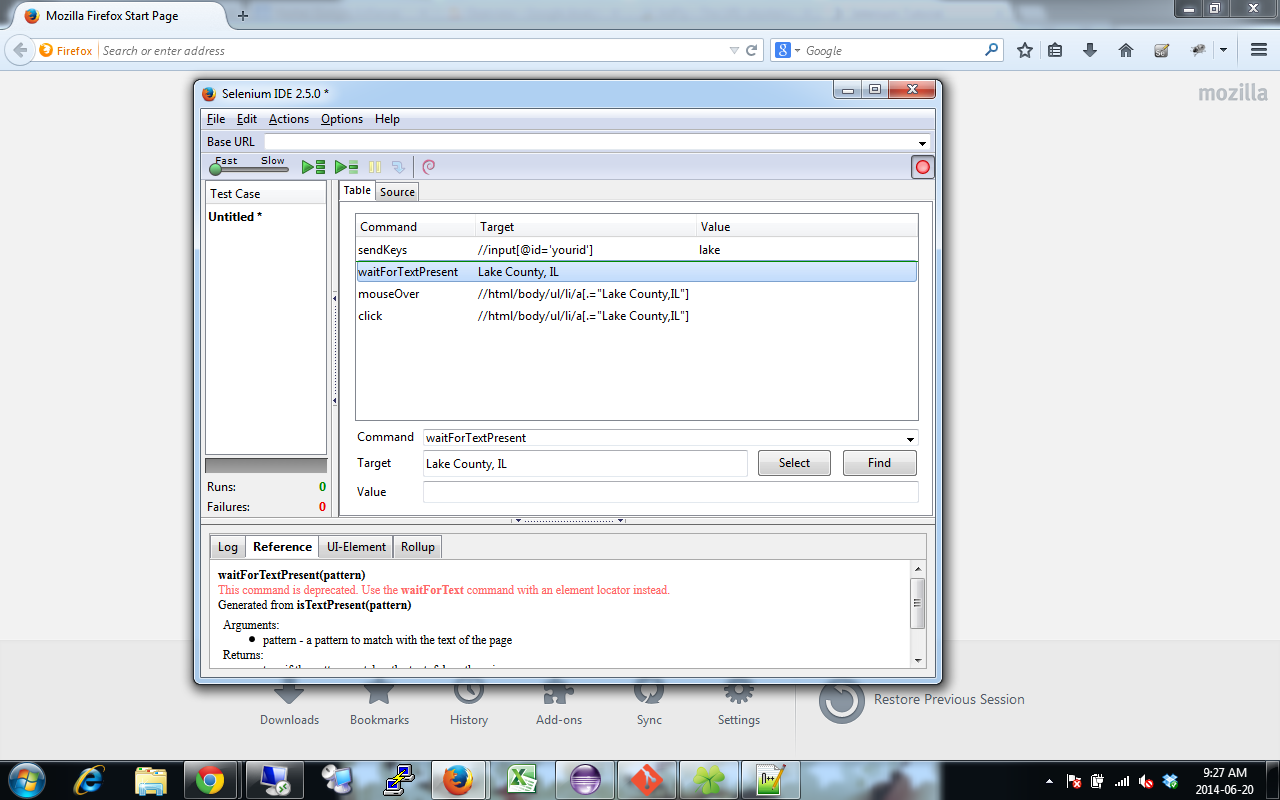 Mozilla Firefox Start Page
Firefox Search or enter address
Google
mozilla
Selenium IDE 2.5.0 *
File Edit Actions Options Help
Base URL
Fast Slow
Test Case
Untitled *
Runs: 0
Failures: 0
Table Source
Command Target Value
sendKeys //input[@id='yourid'] lake
waitForTextPresent Lake County, IL
mouseOver //html/body/ul/li/a[.="Lake County,IL"]
click //html/body/ul/li/a[.="Lake County,IL"]
Command waitForTextPresent
Target Lake County, IL Select Find
Value
Log Reference UI-Element Rollup
waitForTextPresent(pattern)
This command is deprecated. Use the waitForText command with an element locator instead.
Generated from isTextPresent(pattern)
Arguments:
• pattern - a pattern to match with the text of the page
Returns:
Downloads Bookmarks History Add-ons Sync Settings Restore Previous Session
9:27 AM
2014-06-20